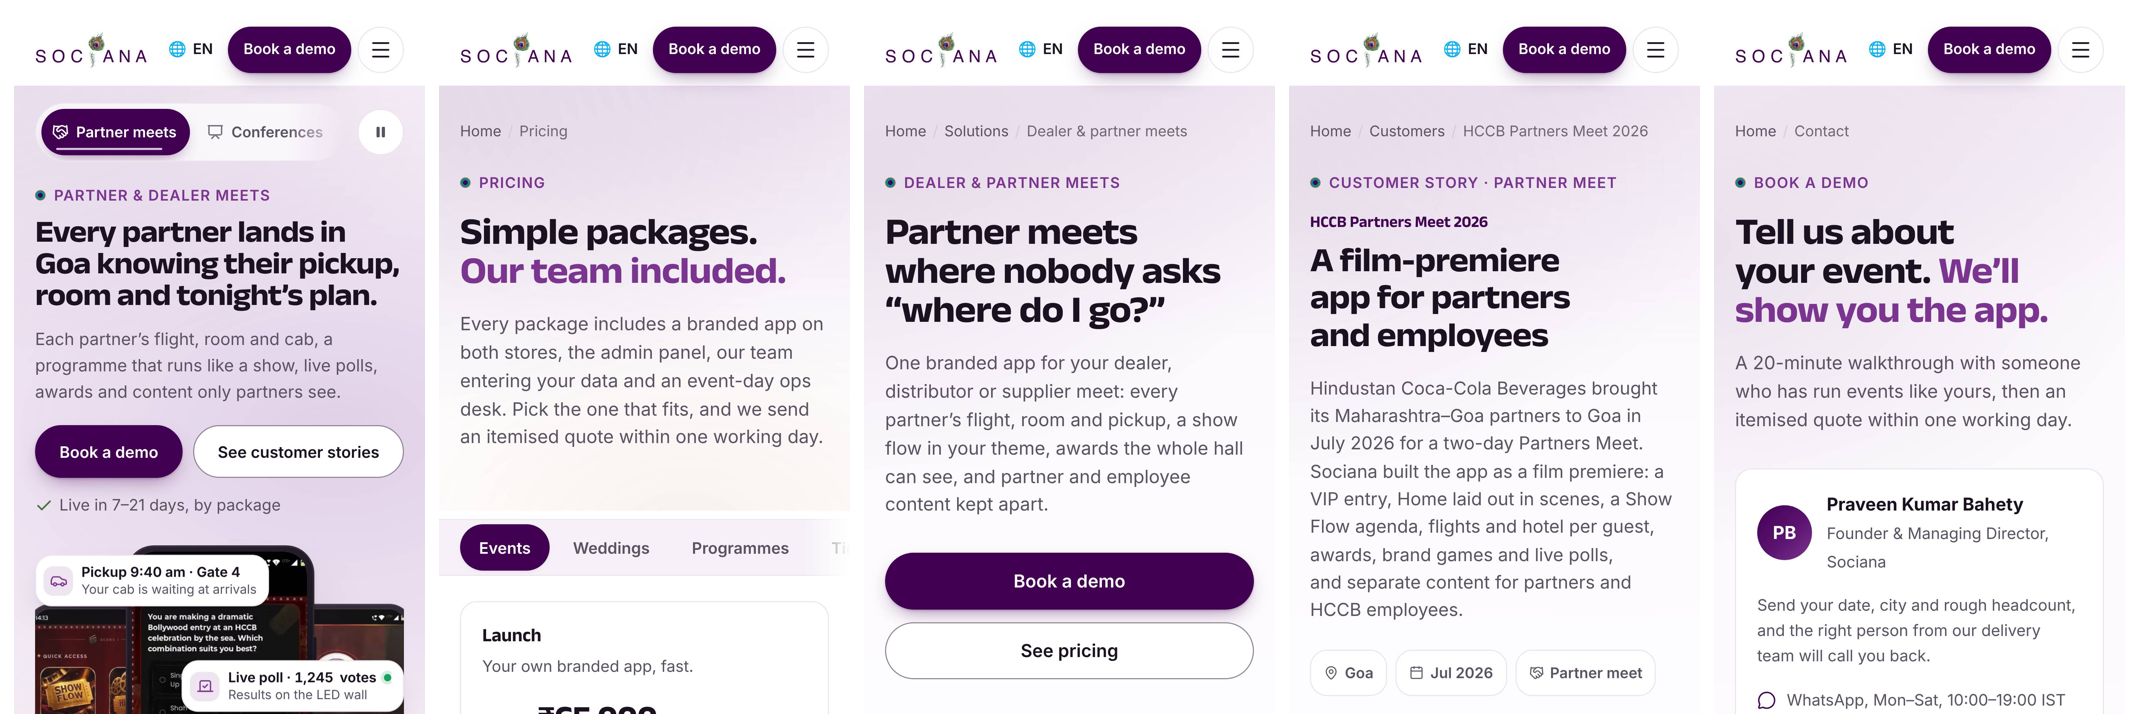 SOCIANA
EN
Book a demo
Partner meets
Conferences
PARTNER & DEALER MEETS
Every partner lands in
Goa knowing their pickup,
room and tonight's plan.
Each partner's flight, room and cab, a
programme that runs like a show, live polls,
awards and content only partners see.
Book a demo
See customer stories
Live in 7–21 days, by package
Pickup 9:40 am · Gate 4
Your cab is waiting at arrivals
You are making a dramatic
Bollywood entry at an HCCB
celebration by the sea. Which
combination suits you best?
QUICK ACCESS
SHOW
FLOW
Live poll · 1,245 votes
Results on the LED wall
SOCIANA
EN
Book a demo
Home / Pricing
PRICING
Simple packages.
Our team included.
Every package includes a branded app on
both stores, the admin panel, our team
entering your data and an event-day ops
desk. Pick the one that fits, and we send
an itemised quote within one working day.
Events
Weddings
Programmes
Launch
Your own branded app, fast.
SOCIANA
EN
Book a demo
Home / Solutions / Dealer & partner meets
DEALER & PARTNER MEETS
Partner meets
where nobody asks
“where do I go?”
One branded app for your dealer,
distributor or supplier meet: every
partner’s flight, room and pickup, a show
flow in your theme, awards the whole hall
can see, and partner and employee
content kept apart.
Book a demo
See pricing
SOCIANA
EN
Book a demo
Home / Customers / HCCB Partners Meet 2026
CUSTOMER STORY · PARTNER MEET
HCCB Partners Meet 2026
A film-premiere
app for partners
and employees
Hindustan Coca-Cola Beverages brought
its Maharashtra–Goa partners to Goa in
July 2026 for a two-day Partners Meet.
Sociana built the app as a film premiere: a
VIP entry, Home laid out in scenes, a Show
Flow agenda, flights and hotel per guest,
awards, brand games and live polls,
and separate content for partners and
HCCB employees.
Goa
Jul 2026
Partner meet
SOCIANA
EN
Book a demo
Home / Contact
BOOK A DEMO
Tell us about
your event. We’ll
show you the app.
A 20-minute walkthrough with someone
who has run events like yours, then an
itemised quote within one working day.
PB
Praveen Kumar Bahety
Founder & Managing Director,
Sociana
Send your date, city and rough headcount,
and the right person from our delivery
team will call you back.
WhatsApp, Mon–Sat, 10:00–19:00 IST